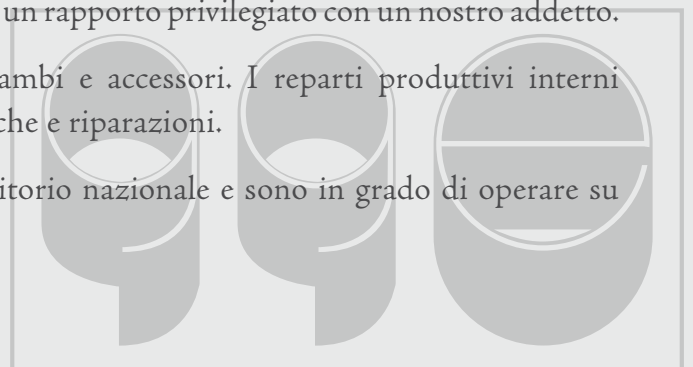 un rapporto privilegiato con un nostro addetto.
ambi e accessori. I reparti produttivi interni
che e riparazioni.
itorio nazionale e sono in grado di operare su